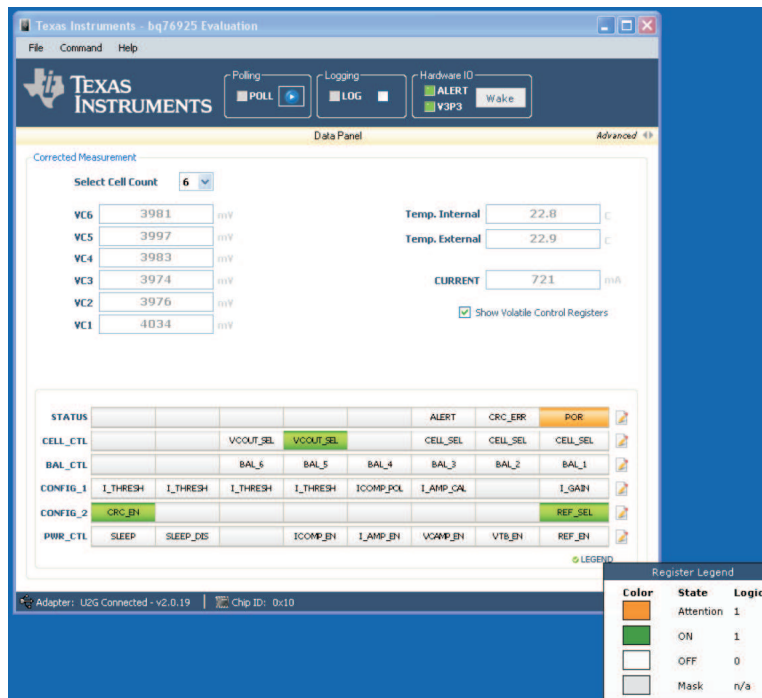 Texas Instruments - bq76925 Evaluation
File Command Help
TEXAS INSTRUMENTS
Polling
POLL
Logging
LOG
Hardware IO
ALERT
V3P3
Wake
Data Panel
Advanced
Corrected Measurement
Select Cell Count 6
VC6 3981 mV
VC5 3997 mV
VC4 3983 mV
VC3 3974 mV
VC2 3976 mV
VC1 4034 mV
Temp. Internal 22.8 C
Temp. External 22.9 C
CURRENT 721 mA
Show Volatile Control Registers
STATUS ALERT CRC_ERR POR
CELL_CTL VCOUT_SEL VCOUT_SEL CELL_SEL CELL_SEL CELL_SEL
BAL_CTL BAL_6 BAL_5 BAL_4 BAL_3 BAL_2 BAL_1
CONFIG_1 I_THRESH I_THRESH I_THRESH I_THRESH ICOMP_POL I_AMP_CAL I_GAIN
CONFIG_2 CRC_EN REF_SEL
PWR_CTL SLEEP SLEEP_DIS ICOMP_EN I_AMP_EN VCAMP_EN VTB_EN REF_EN
LEGEND
Adapter: U2G Connected - v2.0.19 Chip ID: 0x10
Register Legend
Color State Logic
Attention 1
ON 1
OFF 0
Mask n/a